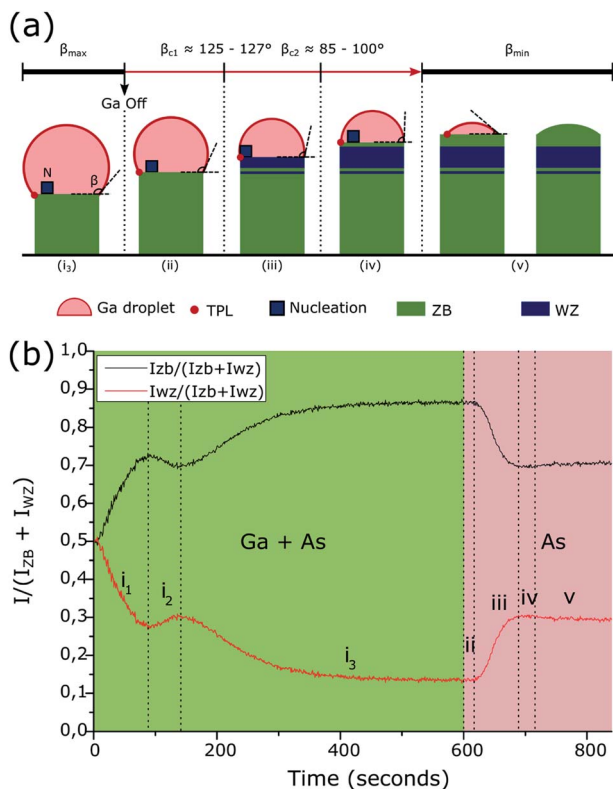 (a)
βmax
βc1 ≈ 125 - 127°
βc2 ≈ 85 - 100°
βmin
Ga Off
N
β
(i3)
(ii)
(iii)
(iv)
(v)
Ga droplet
TPL
Nucleation
ZB
WZ
(b)
Izb/(Izb+Iwz)
Iwz/(Izb+Iwz)
I/(IZB + IWZ)
1,0
0,9
0,8
0,7
0,6
0,5
0,4
0,3
0,2
0,1
0,0
Ga + As
As
i1
i2
i3
ii
iii
iv
v
0
200
400
600
800
Time (seconds)